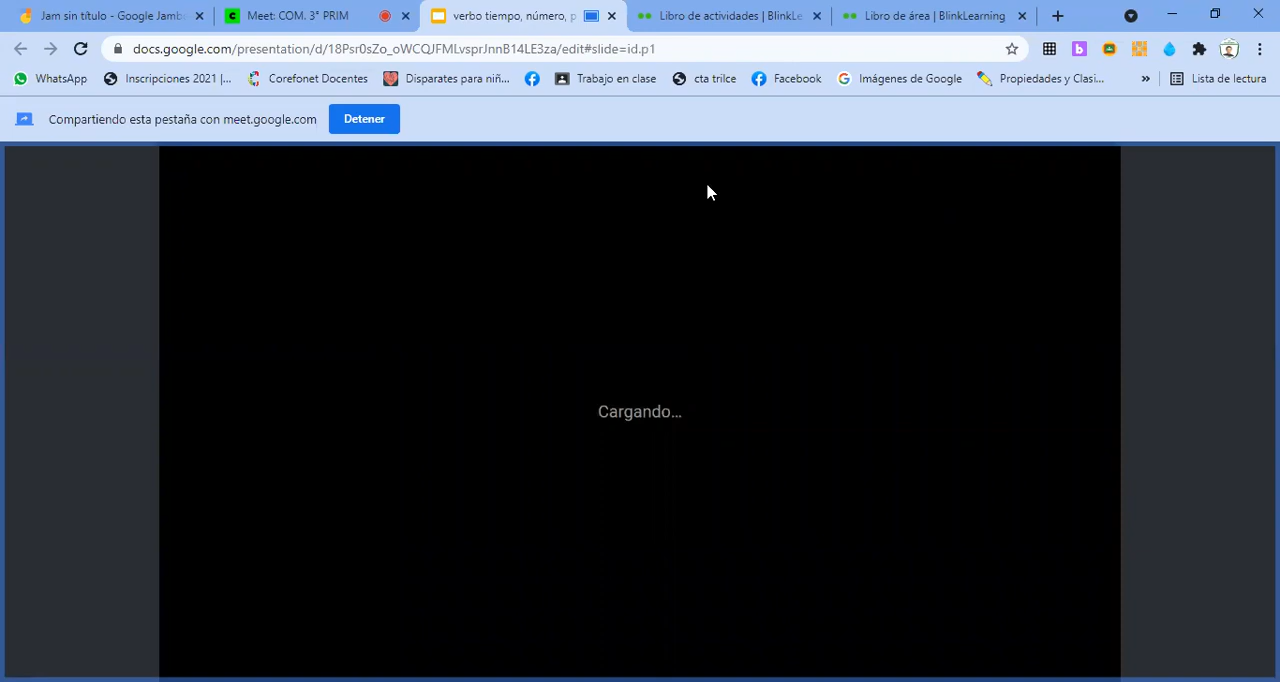 Jam sin título - Google Jamb
Meet: COM. 3° PRIM
verbo tiempo, número, p
Libro de actividades | BlinkLe
Libro de área | BlinkLearning
docs.google.com/presentation/d/18Psr0sZo_oWCQJFMLvsprJnnB14LE3za/edit#slide=id.p1
WhatsApp
Inscripciones 2021 |...
Corefonet Docentes
Disparates para niñ...
Trabajo en clase
cta trilce
Facebook
Imágenes de Google
Propiedades y Clasi...
»
Lista de lectura
Compartiendo esta pestaña con meet.google.com
Detener
Cargando...